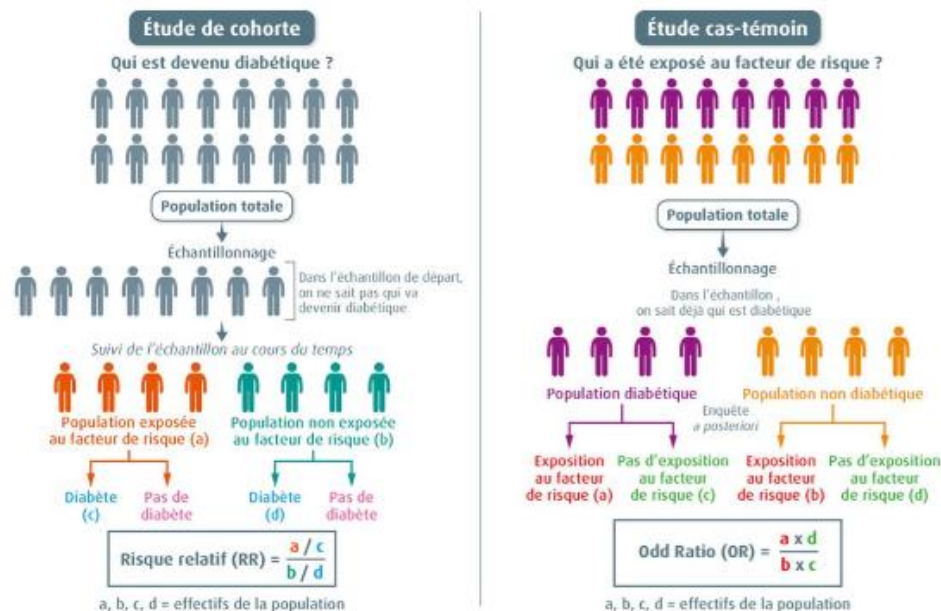 Étude de cohorte
Qui est devenu diabétique ?
Population totale
Échantillonnage
Dans l'échantillon de départ,
on ne sait pas qui va
devenir diabétique
Suivi de l'échantillon au cours du temps
Population exposée
au facteur de risque (a)
Population non exposée
au facteur de risque (b)
Diabète
(c)
Pas de
diabète
Diabète
(d)
Pas de
diabète
Risque relatif (RR) = a / c
b / d
a, b, c, d = effectifs de la population
Étude cas-témoin
Qui a été exposé au facteur de risque ?
Population totale
Échantillonnage
Dans l'échantillon ,
on sait déjà qui est diabétique
Population diabétique
Population non diabétique
Enquête
a posteriori
Exposition
au facteur
de risque (a)
Pas d'exposition
au facteur
de risque (c)
Exposition
au facteur
de risque (b)
Pas d'exposition
au facteur
de risque (d)
Odd Ratio (OR) = a x d
b x c
a, b, c, d = effectifs de la population